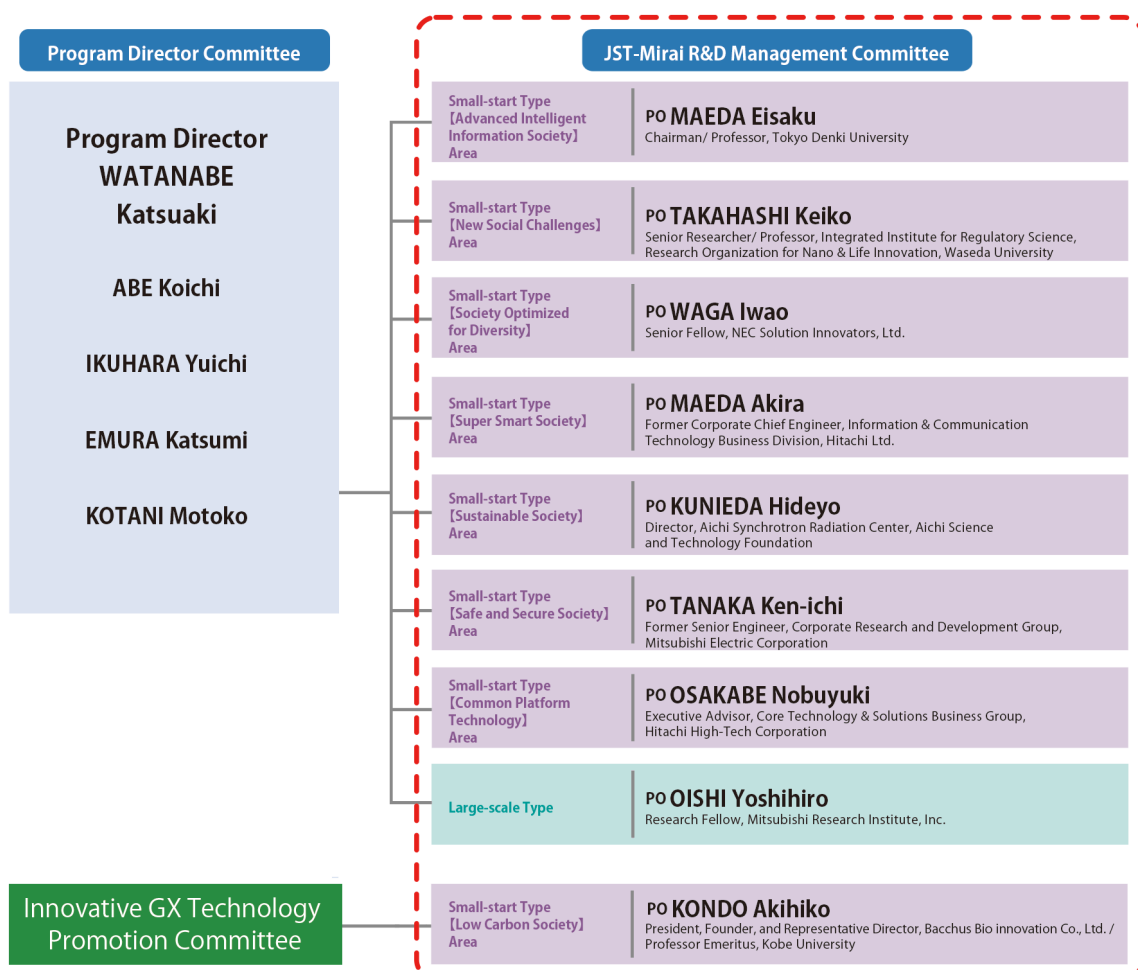 Program Director Committee
Program Director
WATANABE
Katsuaki
ABE Koichi
IKUHARA Yuichi
EMURA Katsumi
KOTANI Motoko
JST-Mirai R&D Management Committee
Small-start Type
【Advanced Intelligent
Information Society】
Area
PO MAEDA Eisaku
Chairman/ Professor, Tokyo Denki University
Small-start Type
【New Social Challenges】
Area
PO TAKAHASHI Keiko
Senior Researcher/ Professor, Integrated Institute for Regulatory Science,
Research Organization for Nano & Life Innovation, Waseda University
Small-start Type
【Society Optimized
for Diversity】
Area
PO WAGA Iwao
Senior Fellow, NEC Solution Innovators, Ltd.
Small-start Type
【Super Smart Society】
Area
PO MAEDA Akira
Former Corporate Chief Engineer, Information & Communication
Technology Business Division, Hitachi Ltd.
Small-start Type
【Sustainable Society】
Area
PO KUNIEDA Hideyo
Director, Aichi Synchrotron Radiation Center, Aichi Science
and Technology Foundation
Small-start Type
【Safe and Secure Society】
Area
PO TANAKA Ken-ichi
Former Senior Engineer, Corporate Research and Development Group,
Mitsubishi Electric Corporation
Small-start Type
【Common Platform
Technology】
Area
PO OSAKABE Nobuyuki
Executive Advisor, Core Technology & Solutions Business Group,
Hitachi High-Tech Corporation
Large-scale Type
PO OISHI Yoshihiro
Research Fellow, Mitsubishi Research Institute, Inc.
Innovative GX Technology
Promotion Committee
Small-start Type
【Low Carbon Society】
Area
PO KONDO Akihiko
President, Founder, and Representative Director, Bacchus Bio innovation Co., Ltd. /
Professor Emeritus, Kobe University